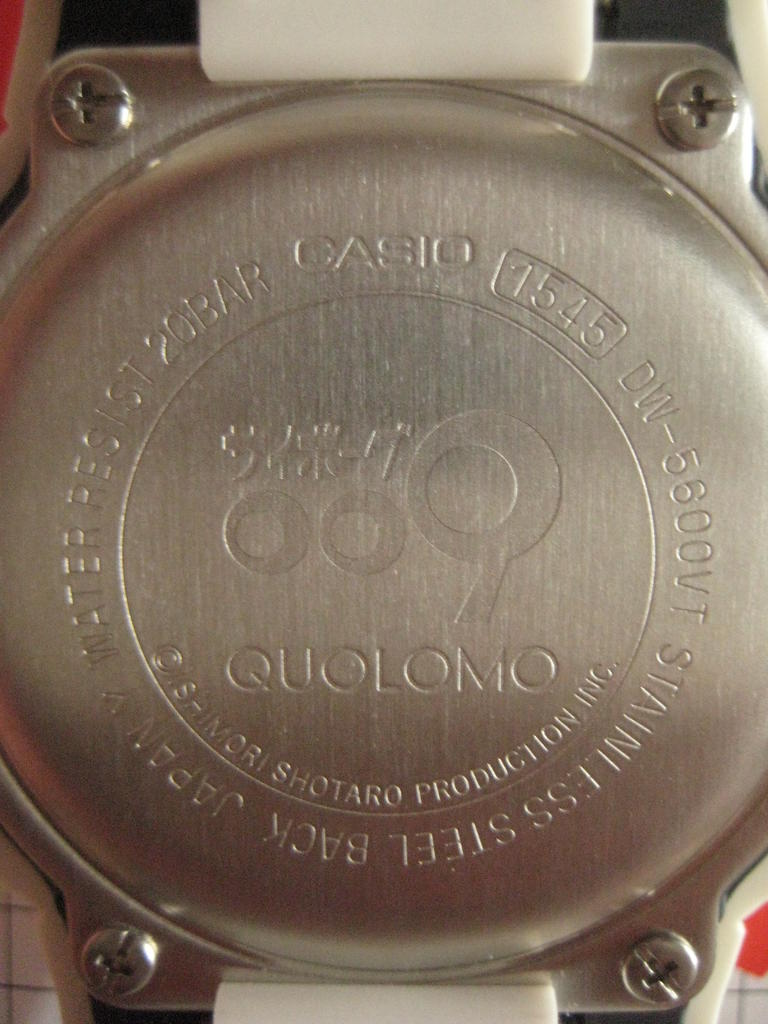 CASIO
1545
DW-5600VT STAINLESS STEEL BACK JAPAN Y WATER RESIST 20BAR
サイボーグ
009
QUOLOMO
©ISHIMORI SHOTARO PRODUCTION INC.